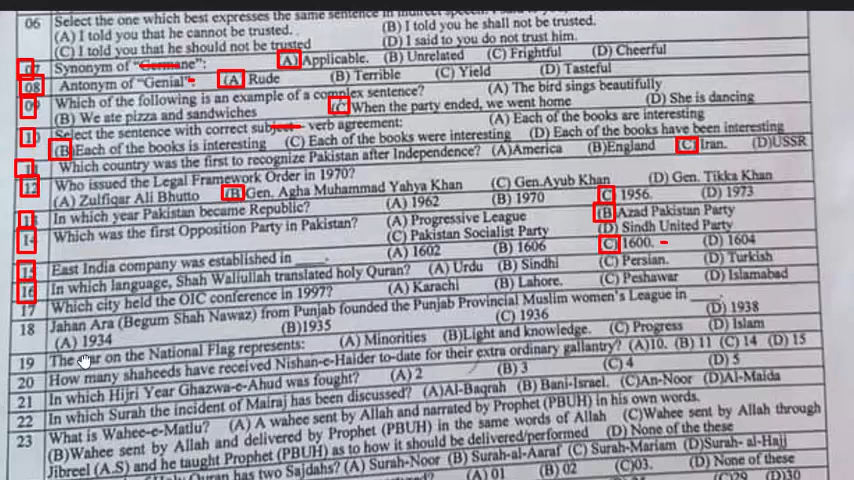 06 Select the one which best expresses the same sentence in indirect speech.
(A) I told you that he cannot be trusted. (B) I told you he shall not be trusted.
(C) I told you that he should not be trusted (D) I said to you do not trust him.
07 Synonym of "Germane": (A) Applicable. (B) Unrelated (C) Frightful (D) Cheerful
08 Antonym of "Genial" (A) Rude (B) Terrible (C) Yield (D) Tasteful
09 Which of the following is an example of a complex sentence? (A) The bird sings beautifully
(B) We ate pizza and sandwiches (C When the party ended, we went home (D) She is dancing
10 Select the sentence with correct subject - verb agreement: (A) Each of the books are interesting
(B)Each of the books is interesting (C) Each of the books were interesting (D) Each of the books have been interesting
11 Which country was the first to recognize Pakistan after Independence? (A)America (B)England (C) Iran. (D)USSR
12 Who issued the Legal Framework Order in 1970?
(A) Zulfiqar Ali Bhutto (B) Gen. Agha Muhammad Yahya Khan (C) Gen.Ayub Khan (D) Gen. Tikka Khan
13 In which year Pakistan became Republic? (A) 1962 (B) 1970 (C 1956. (D) 1973
14 Which was the first Opposition Party in Pakistan? (A) Progressive League (B) Azad Pakistan Party
(C) Pakistan Socialist Party (D) Sindh United Party
15 East India company was established in ____. (A) 1602 (B) 1606 (C) 1600. (D) 1604
16 In which language, Shah Waliullah translated holy Quran? (A) Urdu (B) Sindhi (C) Persian. (D) Turkish
17 Which city held the OIC conference in 1997? (A) Karachi (B) Lahore. (C) Peshawar (D) Islamabad
18 Jahan Ara (Begum Shah Nawaz) from Punjab founded the Punjab Provincial Muslim women's League in ____.
(A) 1934 (B)1935 (C) 1936 (D) 1938
19 The star on the National Flag represents: (A) Minorities (B)Light and knowledge. (C) Progress (D) Islam
20 How many shaheeds have received Nishan-e-Haider to-date for their extra ordinary gallantry? (A)10. (B) 11 (C) 14 (D) 15
21 In which Hijri Year Ghazwa-e-Ahud was fought? (A) 2 (B) 3 (C) 4 (D) 5
22 In which Surah the incident of Mairaj has been discussed? (A)Al-Baqrah (B) Bani-Israel. (C)An-Noor (D)Al-Maida
23 What is Wahee-e-Matlu? (A) A wahee sent by Allah and narrated by Prophet (PBUH) in his own words.
(B)Wahee sent by Allah and delivered by Prophet (PBUH) in the same words of Allah (C)Wahee sent by Allah through
Jibreel (A.S) and he taught Prophet (PBUH) as to how it should be delivered/performed (D) None of the these
Quran has two Sajdahs? (A) Surah-Noor (B) Surah-al-Aaraf (C) Surah-Mariam (D)Surah- al-Hajj
(A) 01 (B) 02 (C)03. (D) None of these
(C)29 (D)30